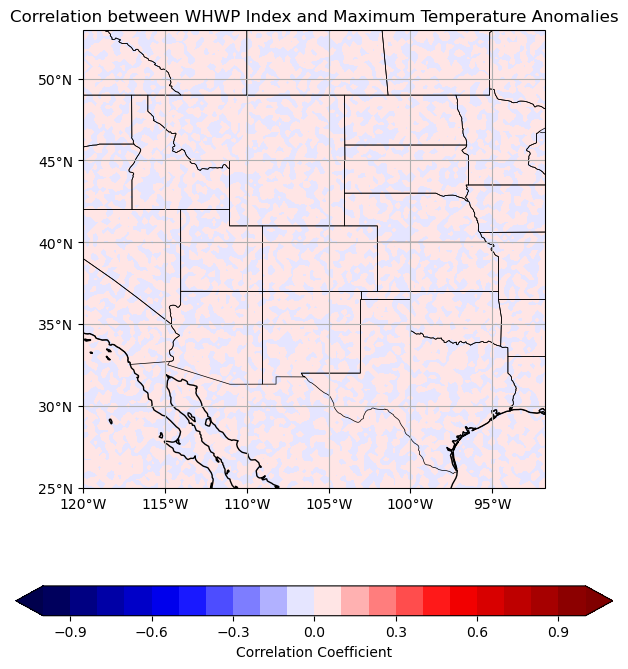 Correlation between WHWP Index and Maximum Temperature Anomalies
50°N
45°N
40°N
35°N
30°N
25°N
120°W 115°W 110°W 105°W 100°W 95°W
−0.9 −0.6 −0.3 0.0 0.3 0.6 0.9
Correlation Coefficient